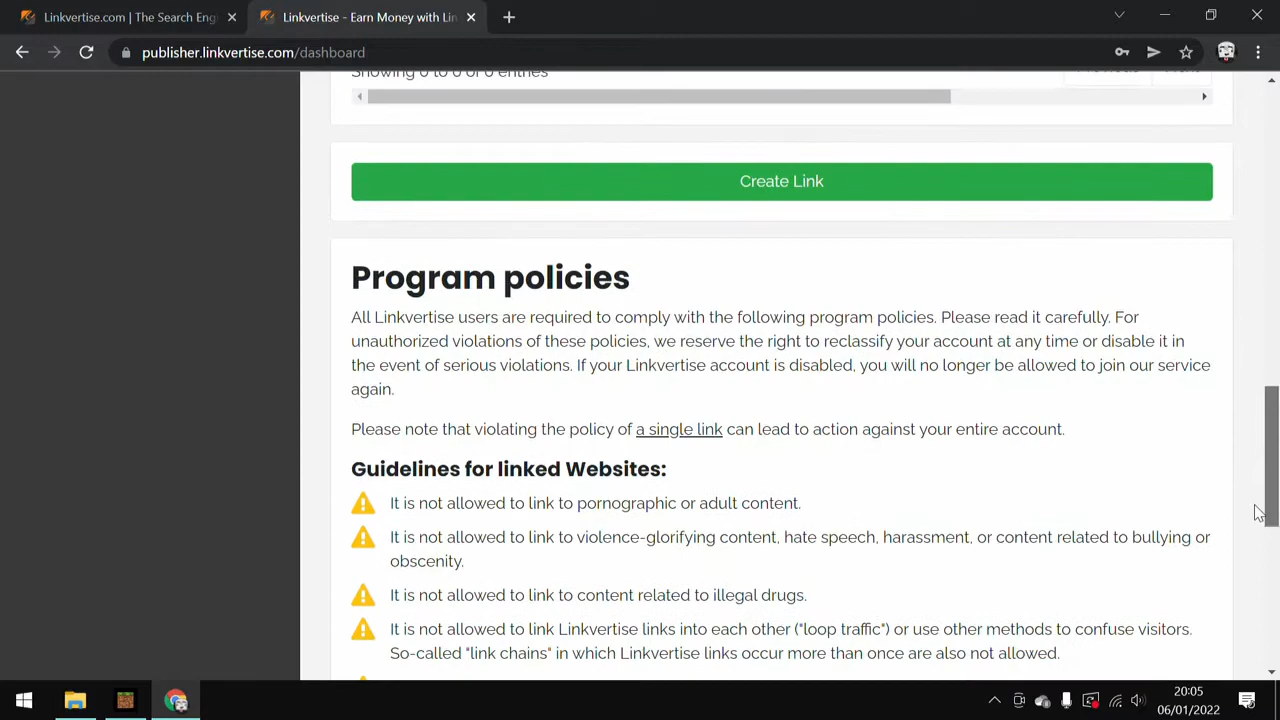 Linkvertise.com | The Search Eng
Linkvertise - Earn Money with Lin
publisher.linkvertise.com/dashboard
Showing 0 to 0 of 0 entries
Create Link
Program policies
All Linkvertise users are required to comply with the following program policies. Please read it carefully. For
unauthorized violations of these policies, we reserve the right to reclassify your account at any time or disable it in
the event of serious violations. If your Linkvertise account is disabled, you will no longer be allowed to join our service
again.
Please note that violating the policy of a single link can lead to action against your entire account.
Guidelines for linked Websites:
It is not allowed to link to pornographic or adult content.
It is not allowed to link to violence-glorifying content, hate speech, harassment, or content related to bullying or
obscenity.
It is not allowed to link to content related to illegal drugs.
It is not allowed to link Linkvertise links into each other ("loop traffic") or use other methods to confuse visitors.
So-called "link chains" in which Linkvertise links occur more than once are also not allowed.
20:05
06/01/2022